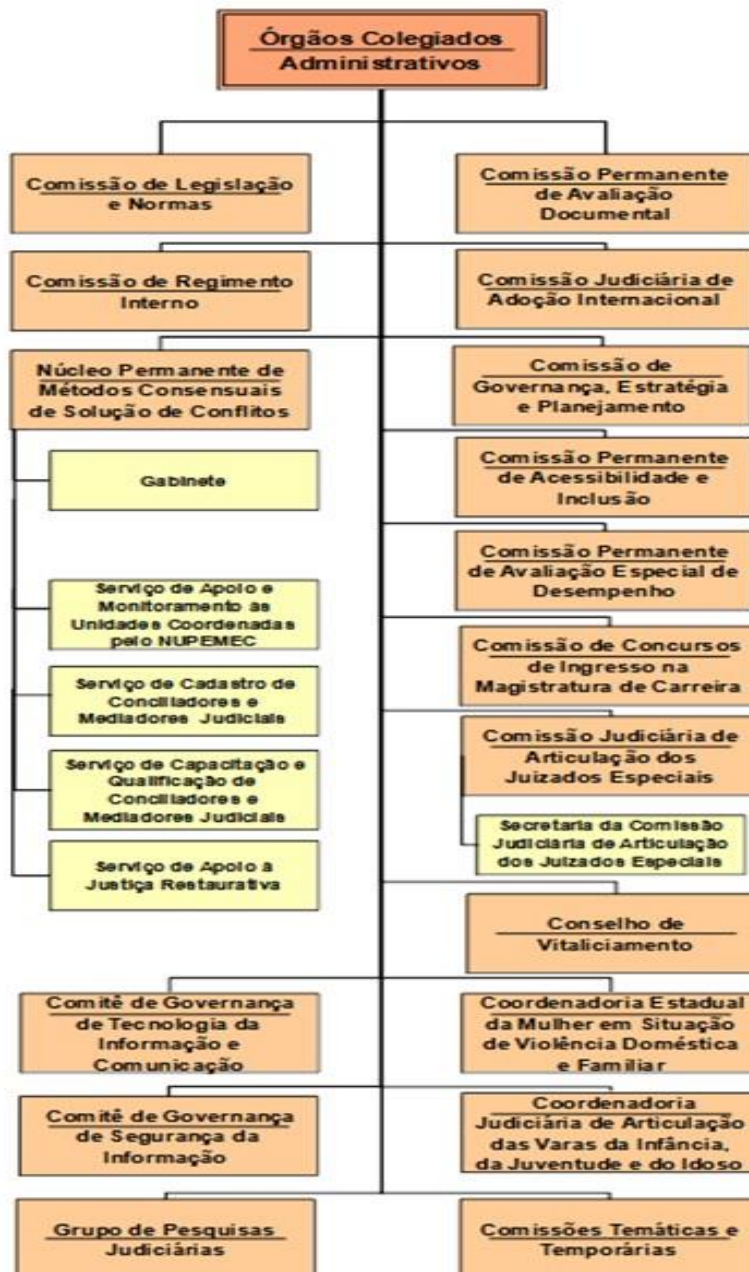 Órgãos Colegiados
Administrativos
Comissão de Legislação
e Normas
Comissão Permanente
de Avaliação
Documental
Comissão de Regimento
Interno
Comissão Judiciária de
Adoção Internacional
Núcleo Permanente de
Métodos Consensuais
de Solução de Conflitos
Gabinete
Serviço de Apoio e
Monitoramento às
Unidades Coordenadas
pelo NUPEMEC
Serviço de Cadastro de
Conciliadores e
Mediadores Judiciais
Serviço de Capacitação e
Qualificação de
Conciliadores e
Mediadores Judiciais
Serviço de Apoio à
Justiça Restaurativa
Comissão de
Governança, Estratégia
e Planejamento
Comissão Permanente
de Acessibilidade e
Inclusão
Comissão Permanente
de Avaliação Especial de
Desempenho
Comissão de Concursos
de Ingresso na
Magistratura de Carreira
Comissão Judiciária de
Articulação dos
Juizados Especiais
Secretaria da Comissão
Judiciária de Articulação
dos Juizados Especiais
Conselho de
Vitaliciamento
Comitê de Governança
de Tecnologia da
Informação e
Comunicação
Coordenadoria Estadual
da Mulher em Situação
de Violência Doméstica
e Familiar
Comitê de Governança
de Segurança da
Informação
Coordenadoria
Judiciária de Articulação
das Varas da Infância,
da Juventude e do Idoso
Grupo de Pesquisas
Judiciárias
Comissões Temáticas e
Temporárias